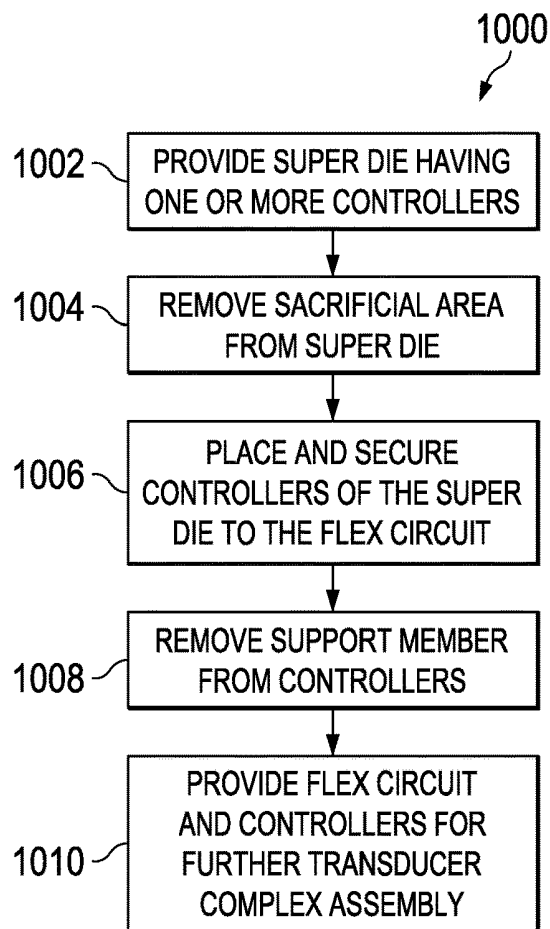 1000
1002
PROVIDE SUPER DIE HAVING
ONE OR MORE CONTROLLERS
1004
REMOVE SACRIFICIAL AREA
FROM SUPER DIE
1006
PLACE AND SECURE
CONTROLLERS OF THE SUPER
DIE TO THE FLEX CIRCUIT
1008
REMOVE SUPPORT MEMBER
FROM CONTROLLERS
1010
PROVIDE FLEX CIRCUIT
AND CONTROLLERS FOR
FURTHER TRANSDUCER
COMPLEX ASSEMBLY